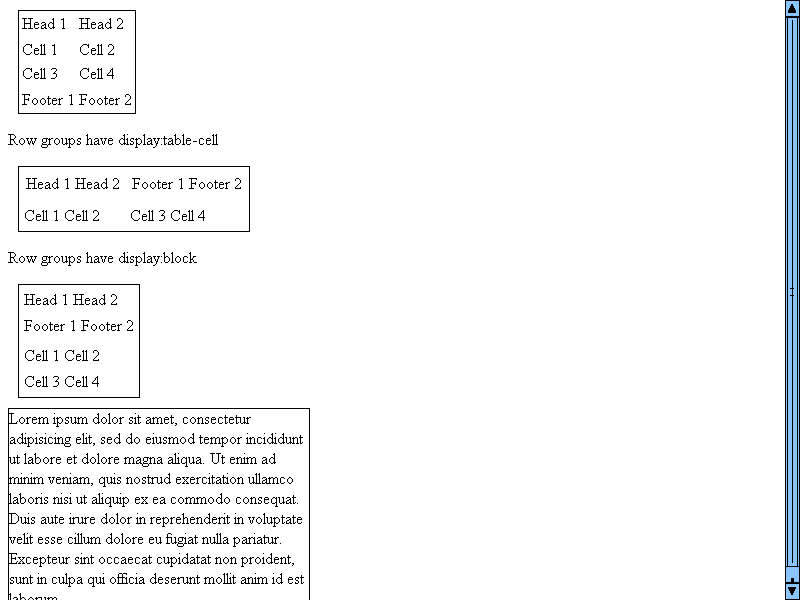 Head 1 Head 2
Cell 1 Cell 2
Cell 3 Cell 4
Footer 1 Footer 2
Row groups have display:table-cell
Head 1 Head 2 Footer 1 Footer 2
Cell 1 Cell 2 Cell 3 Cell 4
Row groups have display:block
Head 1 Head 2
Footer 1 Footer 2
Cell 1 Cell 2
Cell 3 Cell 4
Lorem ipsum dolor sit amet, consectetur
adipisicing elit, sed do eiusmod tempor incididunt
ut labore et dolore magna aliqua. Ut enim ad
minim veniam, quis nostrud exercitation ullamco
laboris nisi ut aliquip ex ea commodo consequat.
Duis aute irure dolor in reprehenderit in voluptate
velit esse cillum dolore eu fugiat nulla pariatur.
Excepteur sint occaecat cupidatat non proident,
sunt in culpa qui officia deserunt mollit anim id est
laborum.